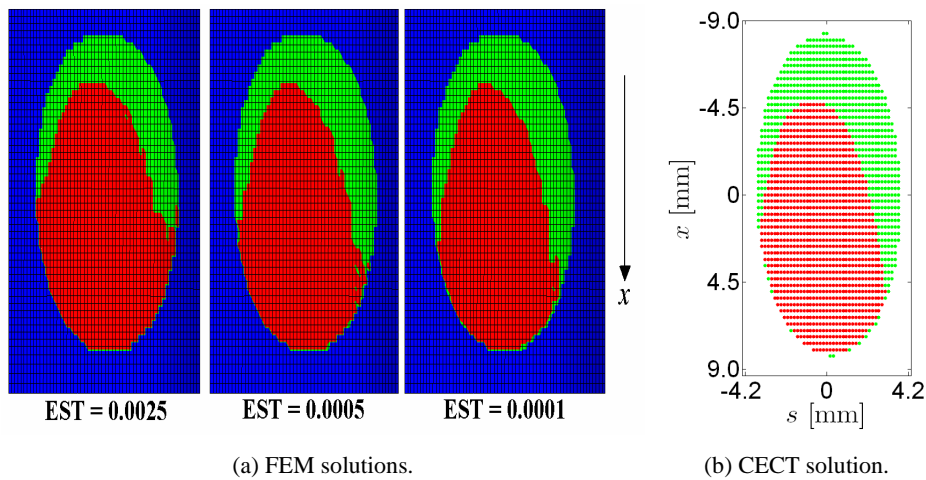 EST = 0.0025
EST = 0.0005
EST = 0.0001
x
(a) FEM solutions.
-9.0
-4.5
0
4.5
9.0
x [mm]
-4.2
0
4.2
s [mm]
(b) CECT solution.